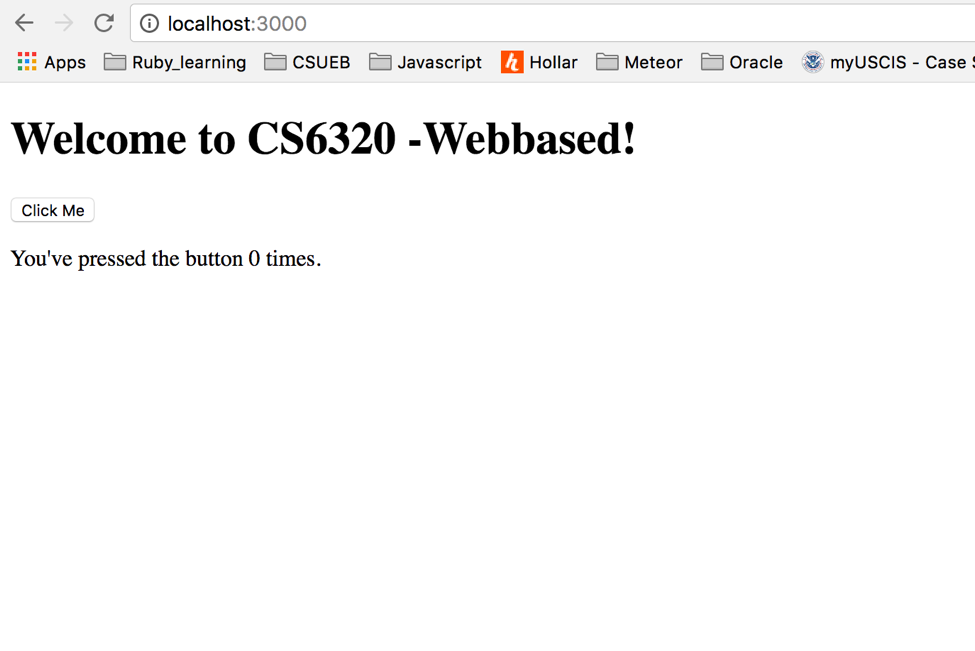 localhost:3000
Apps Ruby_learning CSUEB Javascript Hollar Meteor Oracle myUSCIS - Case
Welcome to CS6320 -Webbased!
Click Me
You've pressed the button 0 times.